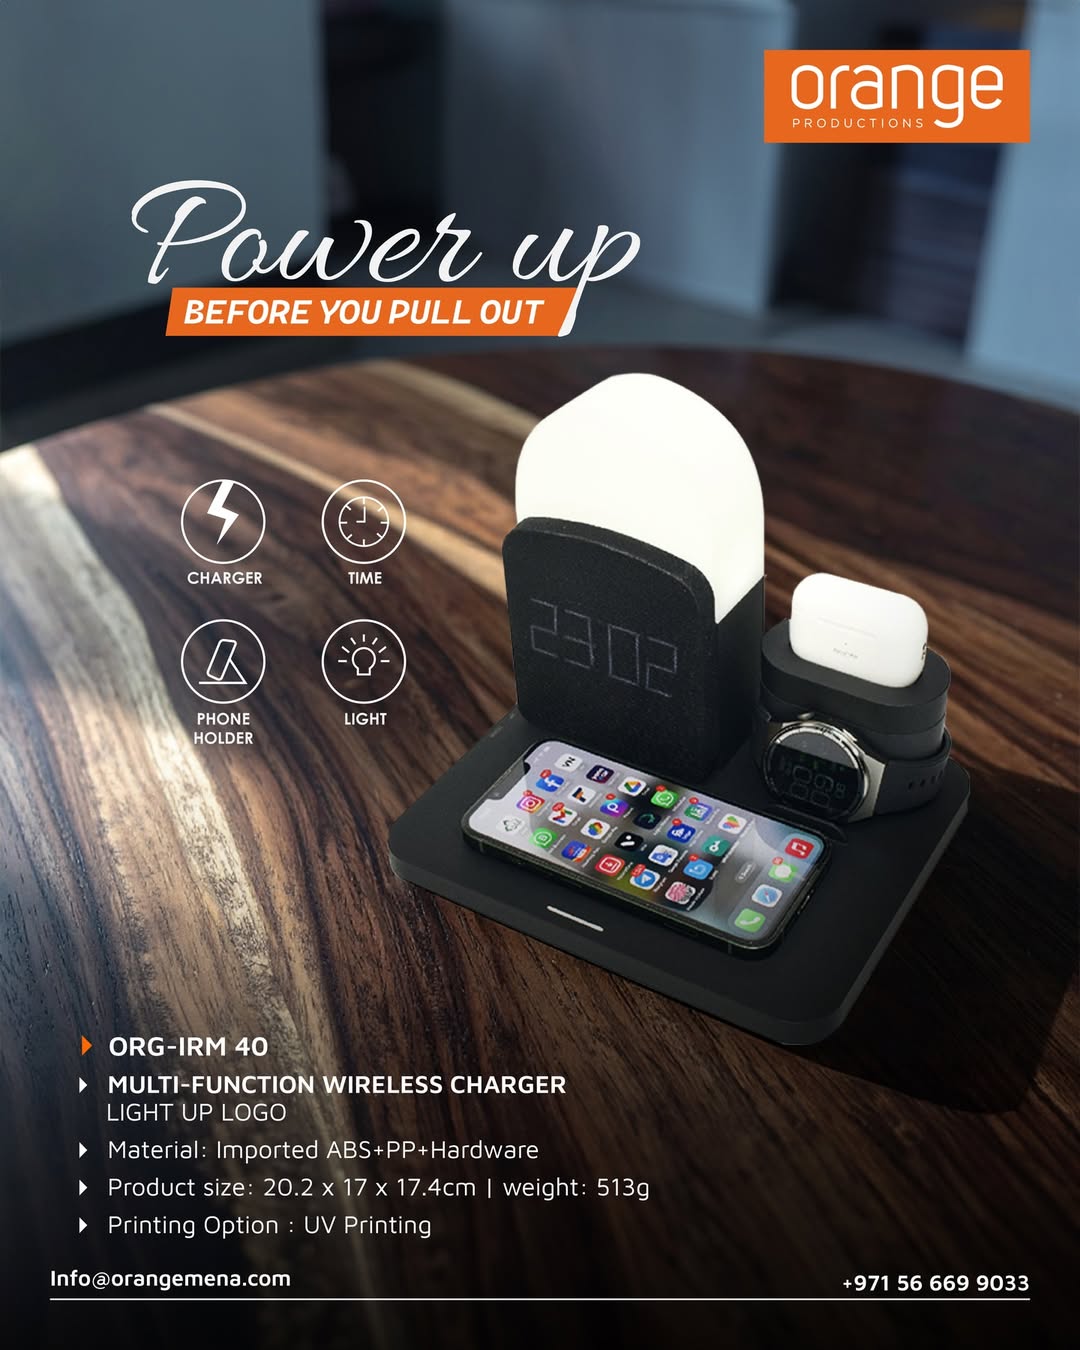 orange
PRODUCTIONS
Power up
BEFORE YOU PULL OUT
CHARGER
TIME
PHONE
HOLDER
LIGHT
23:02
ORG-IRM 40
MULTI-FUNCTION WIRELESS CHARGER
LIGHT UP LOGO
Material: Imported ABS+PP+Hardware
Product size: 20.2 x 17 x 17.4cm | weight: 513g
Printing Option : UV Printing
Info@orangemena.com
+971 56 669 9033